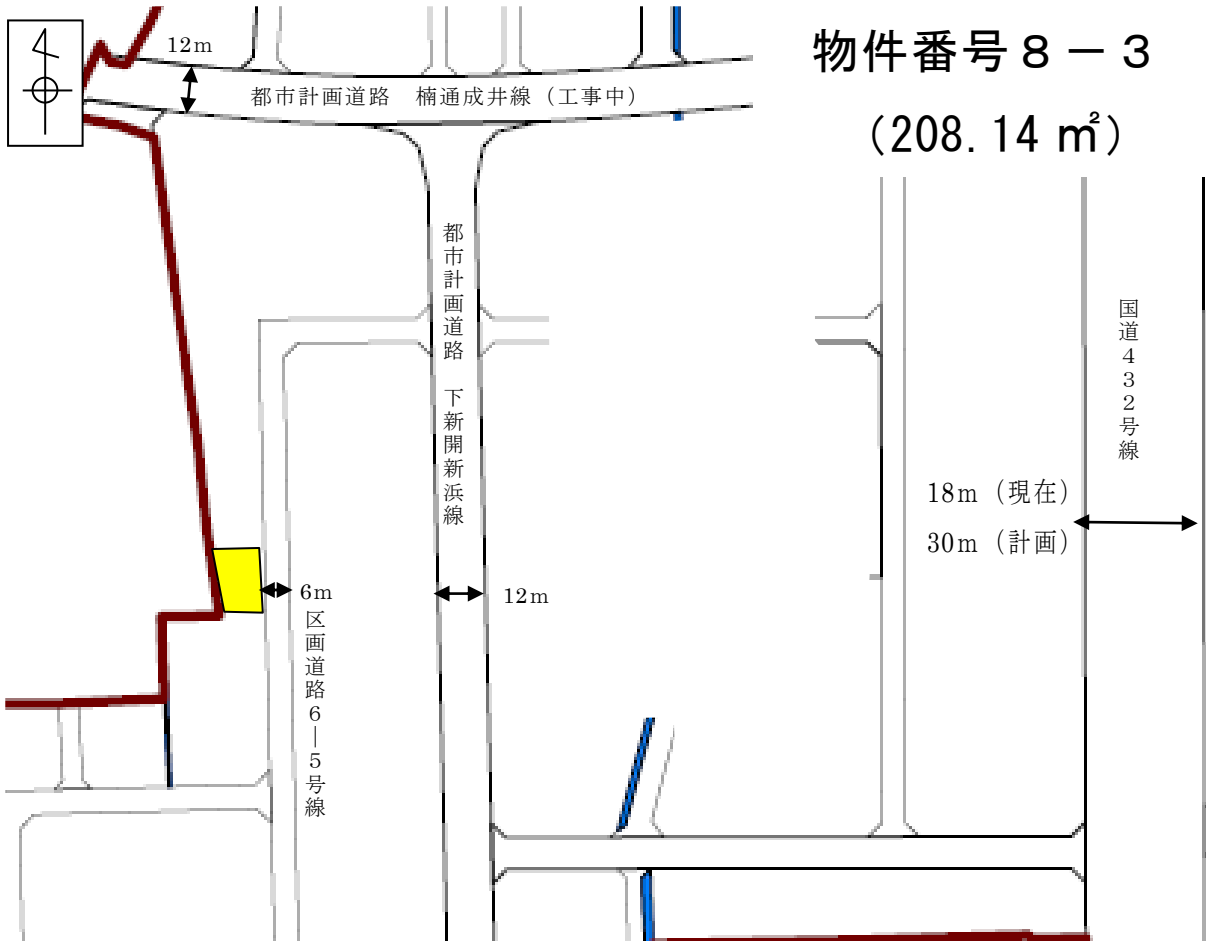 物件番号８－３
（208.14 ㎡）
12m
都市計画道路　楠通成井線（工事中）
都市計画道路　下新開新浜線
国道４３２号線
18m（現在）
30m（計画）
6m
12m
区画道路６―５号線